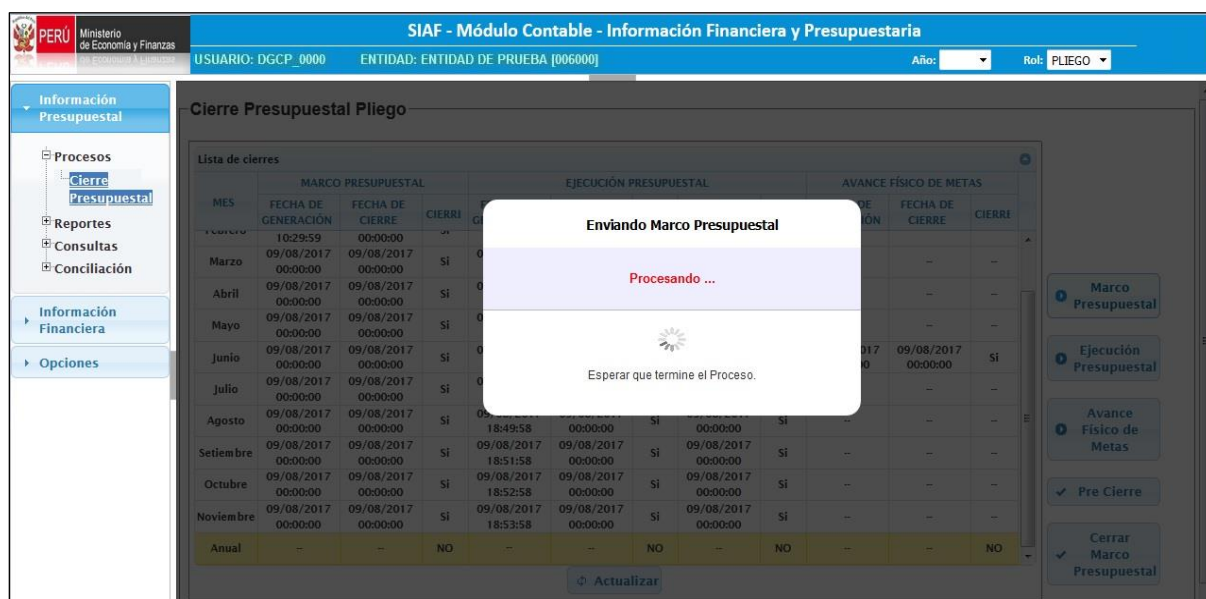 PERÚ Ministerio
de Economía y Finanzas
SIAF - Módulo Contable - Información Financiera y Presupuestaria
USUARIO: DGCP_0000 ENTIDAD: ENTIDAD DE PRUEBA [006000] Año: Rol: PLIEGO
Información
Presupuestal
Procesos
Cierre
Presupuestal
Reportes
Consultas
Conciliación
Información
Financiera
Opciones
Cierre Presupuestal Pliego
Lista de cierres
MARCO PRESUPUESTAL EJECUCIÓN PRESUPUESTAL AVANCE FÍSICO DE METAS
MES FECHA DE GENERACIÓN FECHA DE CIERRE CIERRE FECHA DE CIERRE CIERRE
Febrero 10:29:59 00:00:00
Marzo 09/08/2017 00:00:00 09/08/2017 00:00:00 Si -- --
Abril 09/08/2017 00:00:00 09/08/2017 00:00:00 Si -- --
Mayo 09/08/2017 00:00:00 09/08/2017 00:00:00 Si -- --
Junio 09/08/2017 00:00:00 09/08/2017 00:00:00 Si 09/08/2017 00:00:00 Si
Julio 09/08/2017 00:00:00 09/08/2017 00:00:00 Si -- --
Agosto 09/08/2017 00:00:00 09/08/2017 00:00:00 Si 18:49:58 00:00:00 Si 00:00:00 Si -- -- --
Setiembre 09/08/2017 00:00:00 09/08/2017 00:00:00 Si 09/08/2017 18:51:58 09/08/2017 00:00:00 Si 09/08/2017 00:00:00 Si -- -- --
Octubre 09/08/2017 00:00:00 09/08/2017 00:00:00 Si 09/08/2017 18:52:58 09/08/2017 00:00:00 Si 09/08/2017 00:00:00 Si -- -- --
Noviembre 09/08/2017 00:00:00 09/08/2017 00:00:00 Si 09/08/2017 18:53:58 09/08/2017 00:00:00 Si 09/08/2017 00:00:00 Si -- -- --
Anual -- -- NO -- -- NO -- NO -- -- NO
Actualizar
Enviando Marco Presupuestal
Procesando ...
Esperar que termine el Proceso.
Marco
Presupuestal
Ejecución
Presupuestal
Avance
Físico de
Metas
Pre Cierre
Cerrar
Marco
Presupuestal